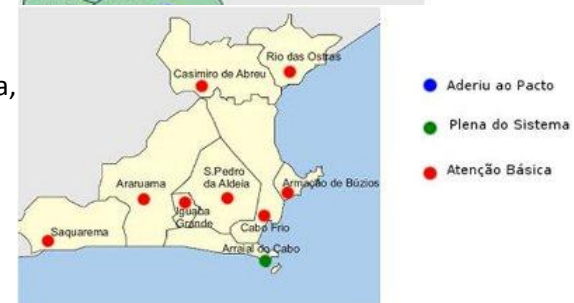 a,
Rio das Ostras
Casimiro de Abreu
Aderiu ao Pacto
Plena do Sistema
Atenção Básica
S.Pedro
da Aldeia
Araruama
Armação de Búzios
Iguaba
Grande
Cabo Frio
Saquarema
Arraial do Cabo